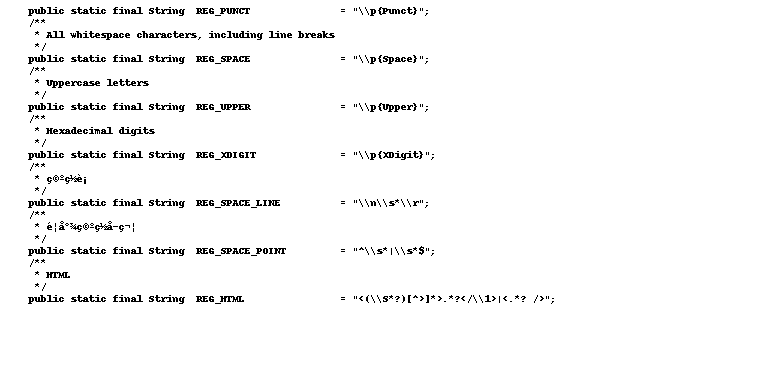 public static final String  REG_PUNCT               = "\\p{Punct}";
/**
 * All whitespace characters, including line breaks
 */
public static final String  REG_SPACE               = "\\p{Space}";
/**
 * Uppercase letters
 */
public static final String  REG_UPPER               = "\\p{Upper}";
/**
 * Hexadecimal digits
 */
public static final String  REG_XDIGIT              = "\\p{XDigit}";
/**
 * ç©ºç½è¡
 */
public static final String  REG_SPACE_LINE          = "\\n\\s*\\r";
/**
 * é¦å°¾ç©ºç½å-ç¬¦
 */
public static final String  REG_SPACE_POINT         = "^\\s*|\\s*$";
/**
 * HTML
 */
public static final String  REG_HTML                = "<(\\S*?)[^>]*>.*?</\\1>|<.*? />";